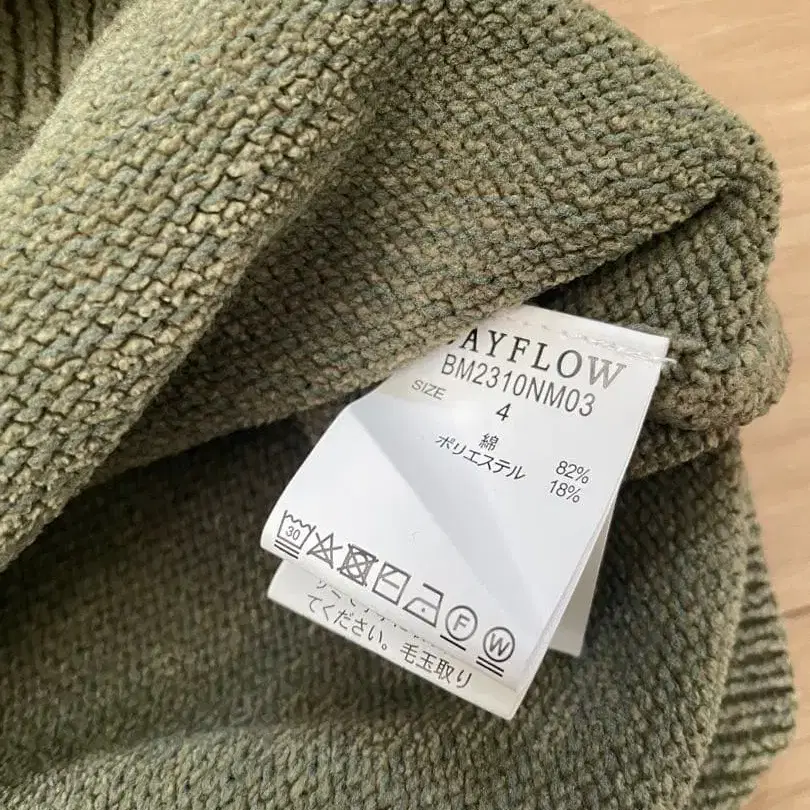 AYFLOW
BM2310NM03
SIZE
4
綿 82%
ポリエステル 18%
30 F W
てください。毛玉取り